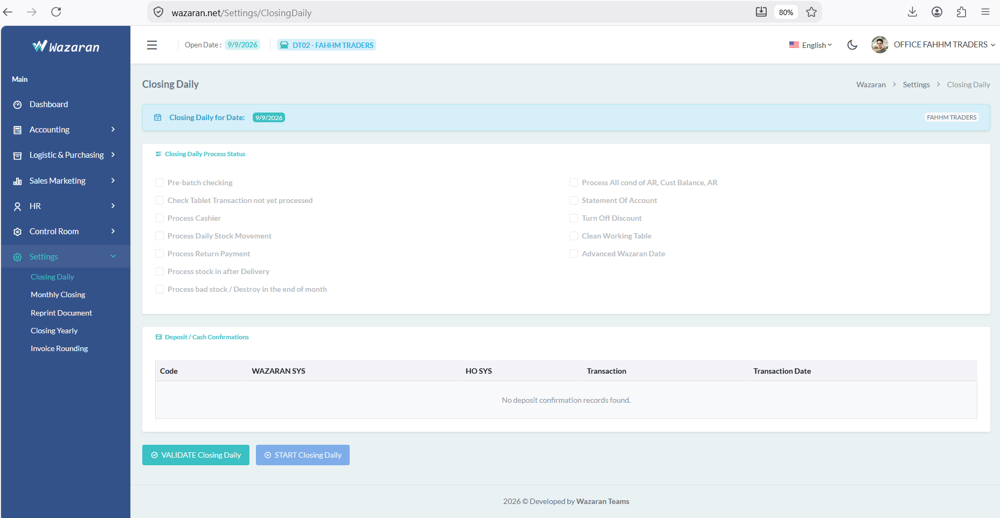 wazaran.net/Settings/ClosingDaily
80%
Wazaran
Open Date : 9/9/2026
DT02 - FAHHM TRADERS
English
OFFICE FAHHM TRADERS
Main
Dashboard
Accounting
Logistic & Purchasing
Sales Marketing
HR
Control Room
Settings
Closing Daily
Monthly Closing
Reprint Document
Closing Yearly
Invoice Rounding
Closing Daily
Wazaran > Settings > Closing Daily
Closing Daily for Date: 9/9/2026
FAHHM TRADERS
Closing Daily Process Status
Pre-batch checking
Check Tablet Transaction not yet processed
Process Cashier
Process Daily Stock Movement
Process Return Payment
Process stock in after Delivery
Process bad stock / Destroy in the end of month
Process All cond of AR, Cust Balance, AR
Statement Of Account
Turn Off Discount
Clean Working Table
Advanced Wazaran Date
Deposit / Cash Confirmations
Code WAZARAN SYS HO SYS Transaction Transaction Date
No deposit confirmation records found.
VALIDATE Closing Daily
START Closing Daily
2026 © Developed by Wazaran Teams